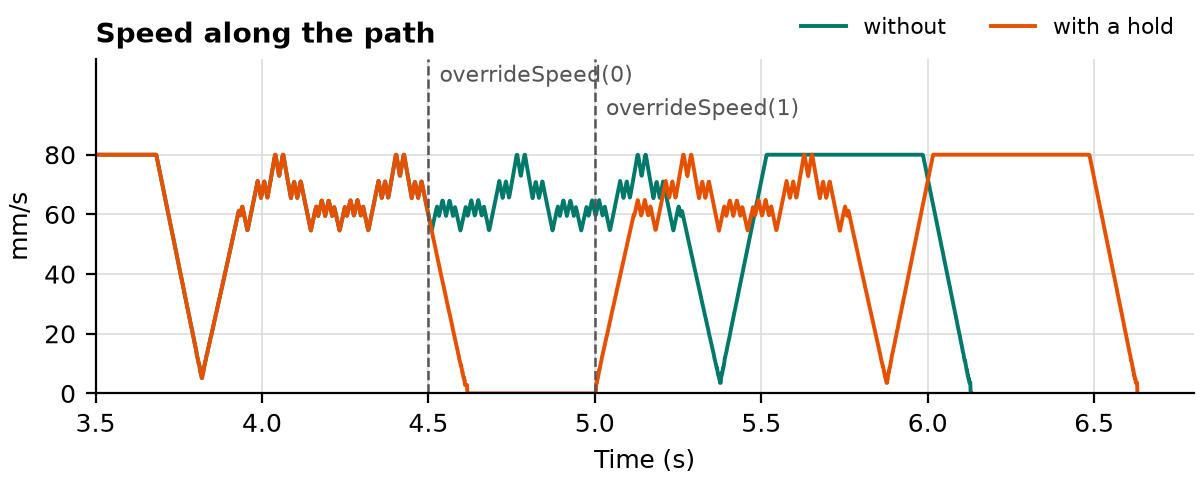 Speed along the path
without
with a hold
overrideSpeed(0)
overrideSpeed(1)
80
60
40
20
0
mm/s
3.5 4.0 4.5 5.0 5.5 6.0 6.5
Time (s)